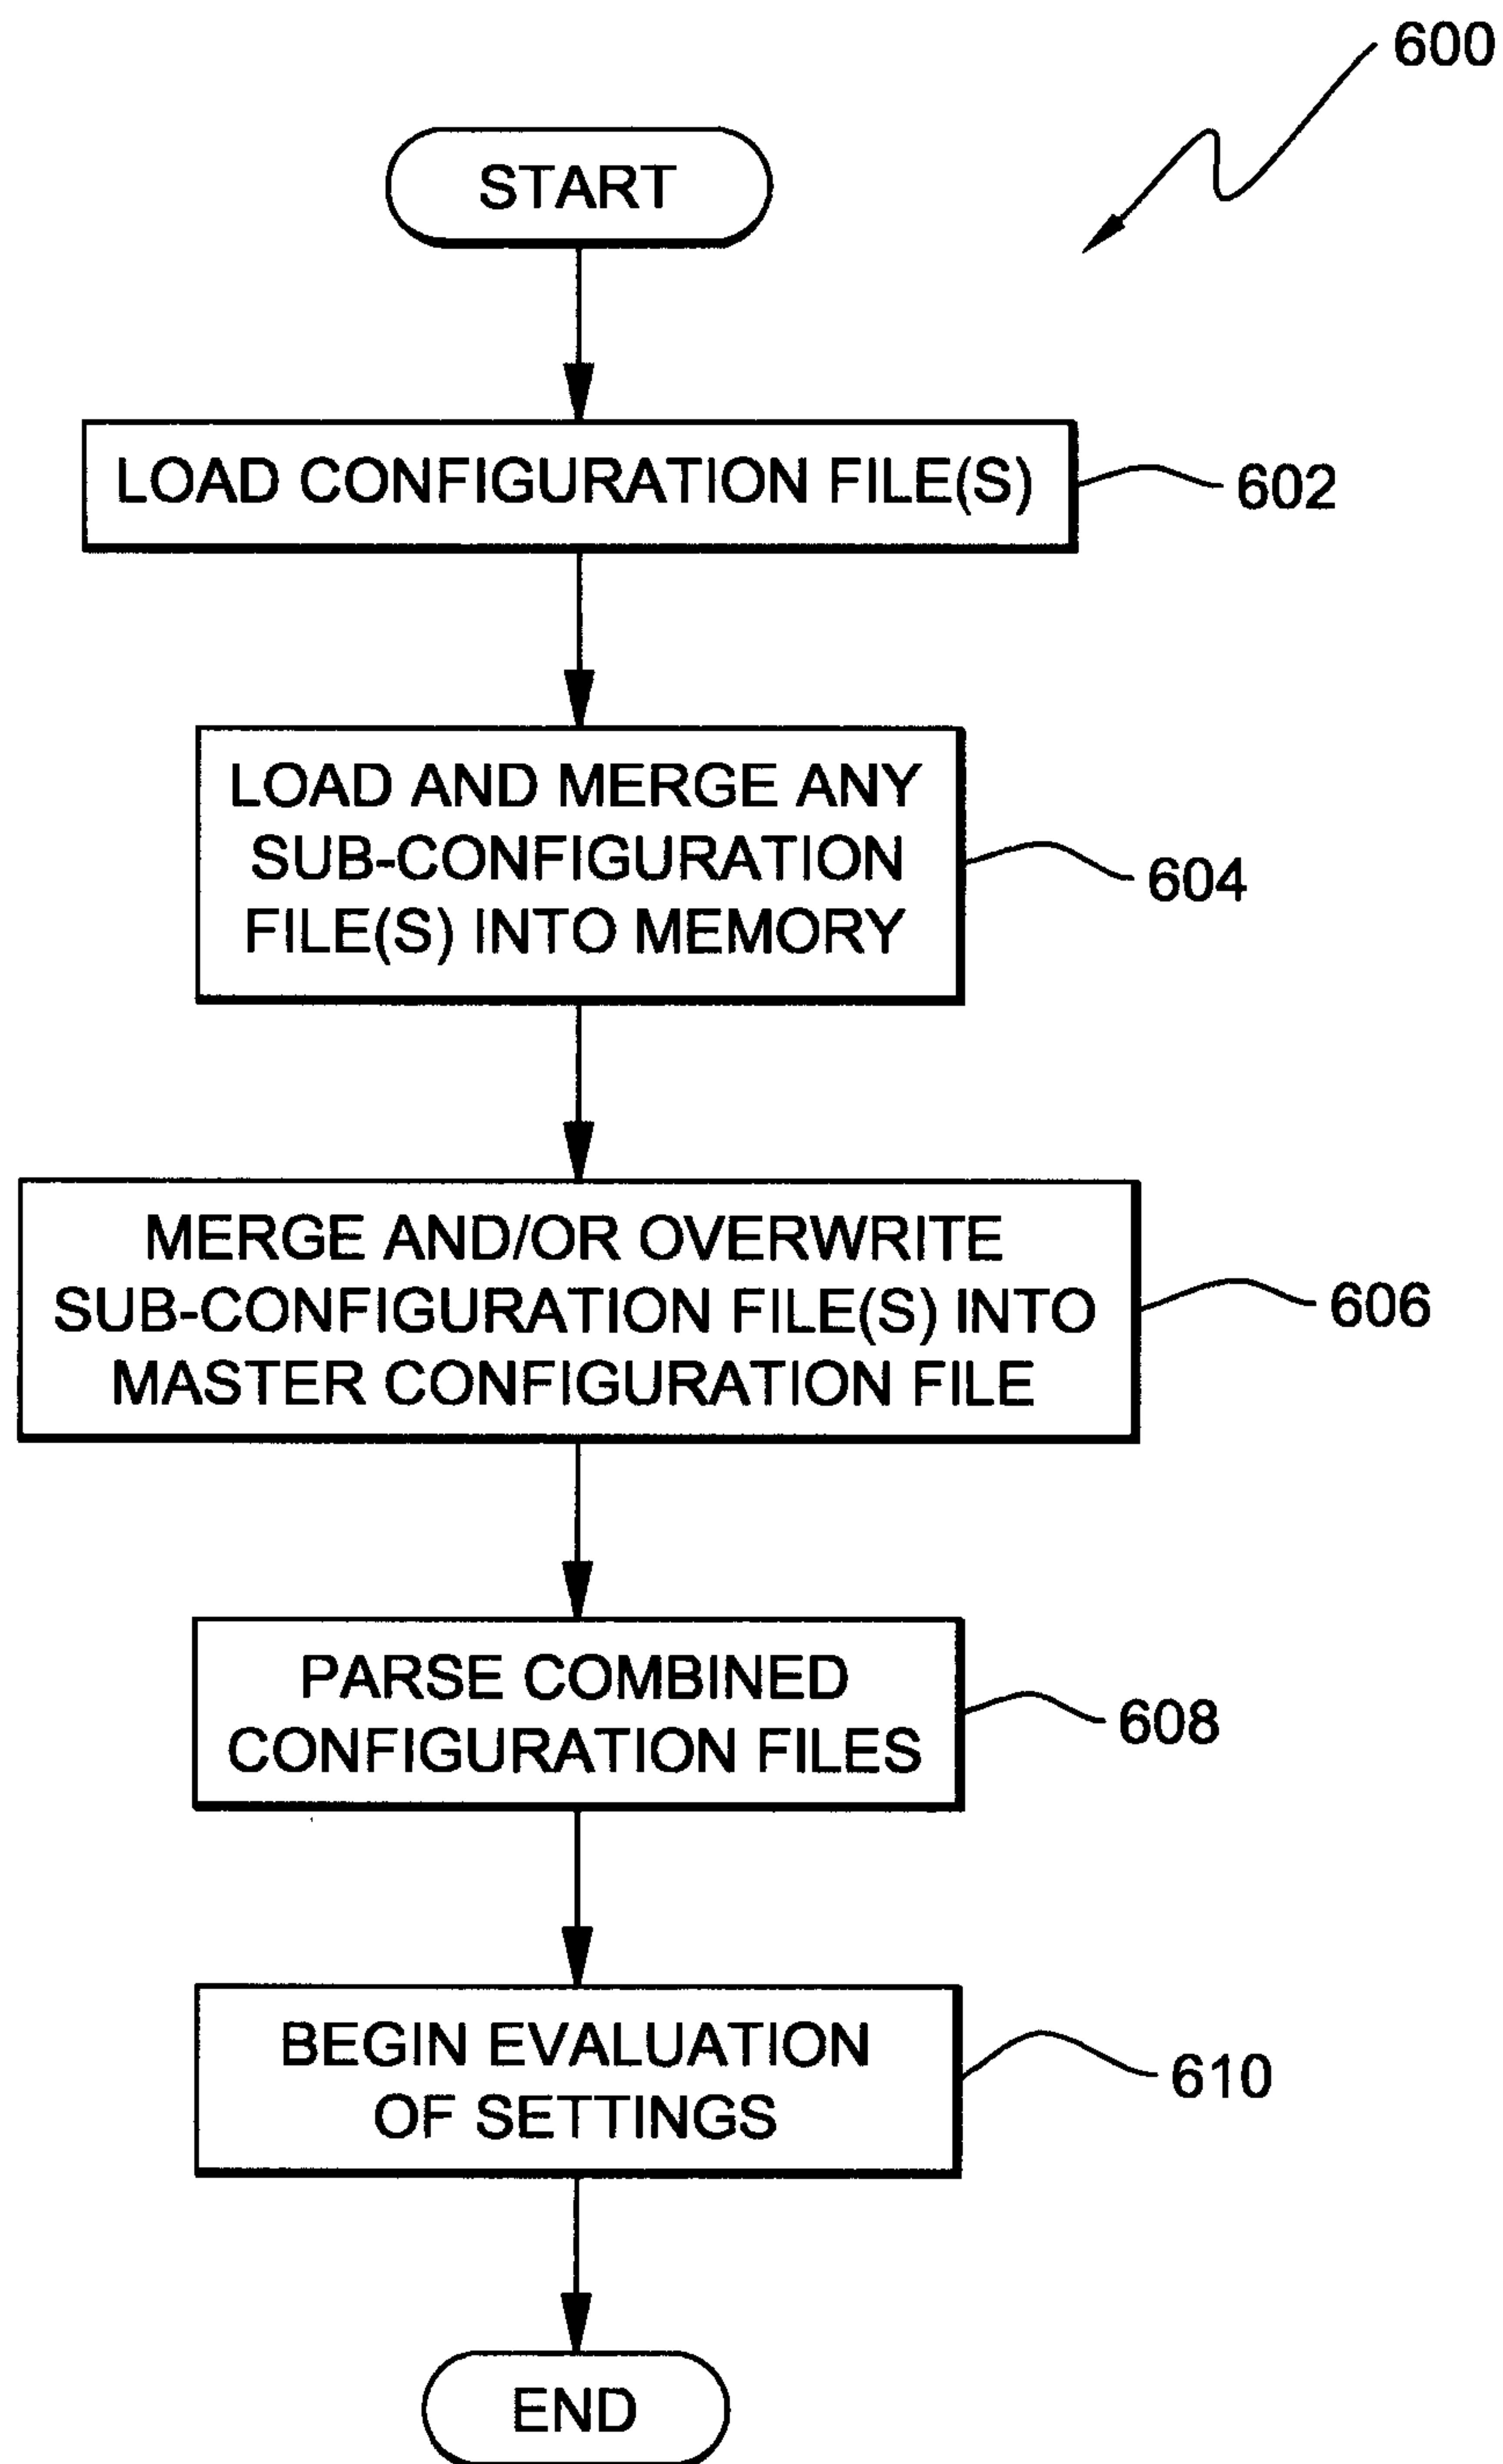 600
START
LOAD CONFIGURATION FILE(S)
602
LOAD AND MERGE ANY
SUB-CONFIGURATION
FILE(S) INTO MEMORY
604
MERGE AND/OR OVERWRITE
SUB-CONFIGURATION FILE(S) INTO
MASTER CONFIGURATION FILE
606
PARSE COMBINED
CONFIGURATION FILES
608
BEGIN EVALUATION
OF SETTINGS
610
END